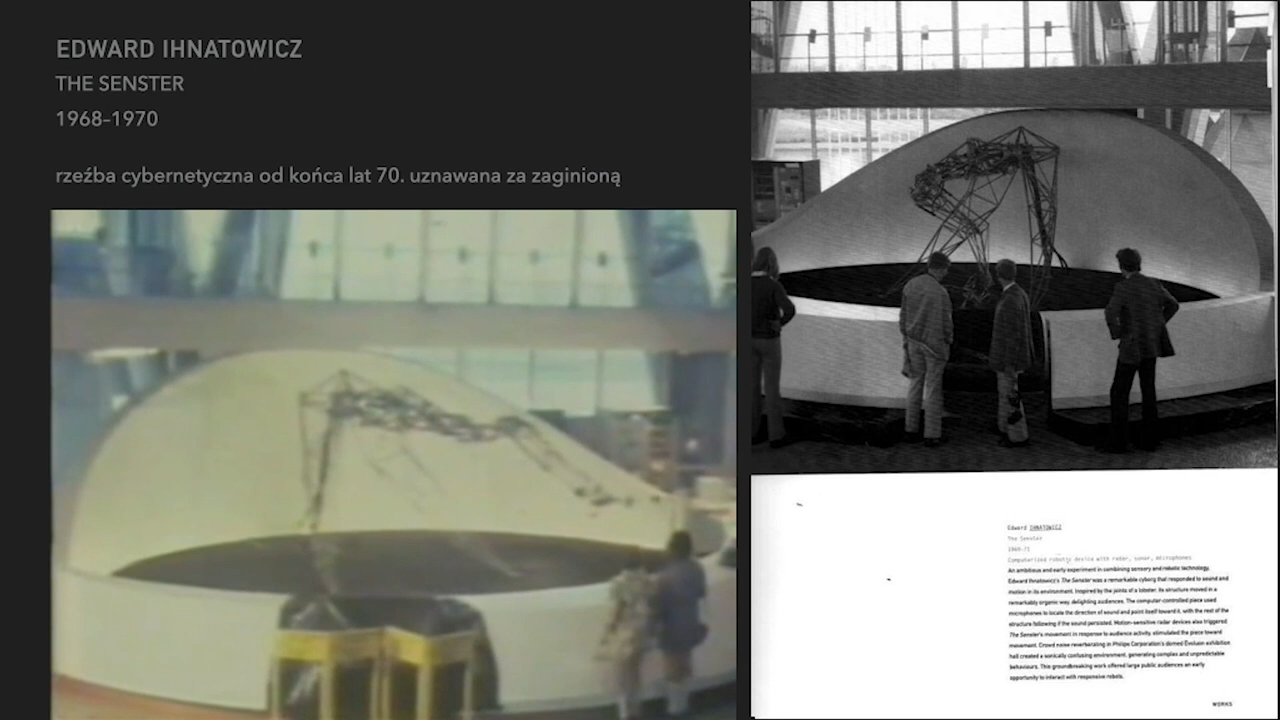 EDWARD IHNATOWICZ
THE SENSTER
1968–1970
rzeźba cybernetyczna od końca lat 70. uznawana za zaginioną
Edward IHNATOWICZ
The Senster
Computerized robotic device with radar, sonar, microphones
An ambitious and early experiment in combining sensory and robotic technology,
Edward Ihnatowicz's The Senster was a remarkable cyborg that responded to sound and
motion in its environment. Inspired by the joints of a lobster, its structure moved in a
remarkably organic way, delighting audiences. The computer-controlled piece used
microphones to locate the direction of sound and point itself toward it, with the rest of the
structure following if the sound persisted. Motion-sensitive radar devices also triggered
The Senster's movement in response to audience activity, stimulated the piece toward
movement. Crowd noise reverberating in Philips Corporation's domed Evoluon exhibition
hall created a sonically confusing environment, generating complex and unpredictable
behaviours. This groundbreaking work offered large public audiences an early
opportunity to interact with responsive robots.
WORKS